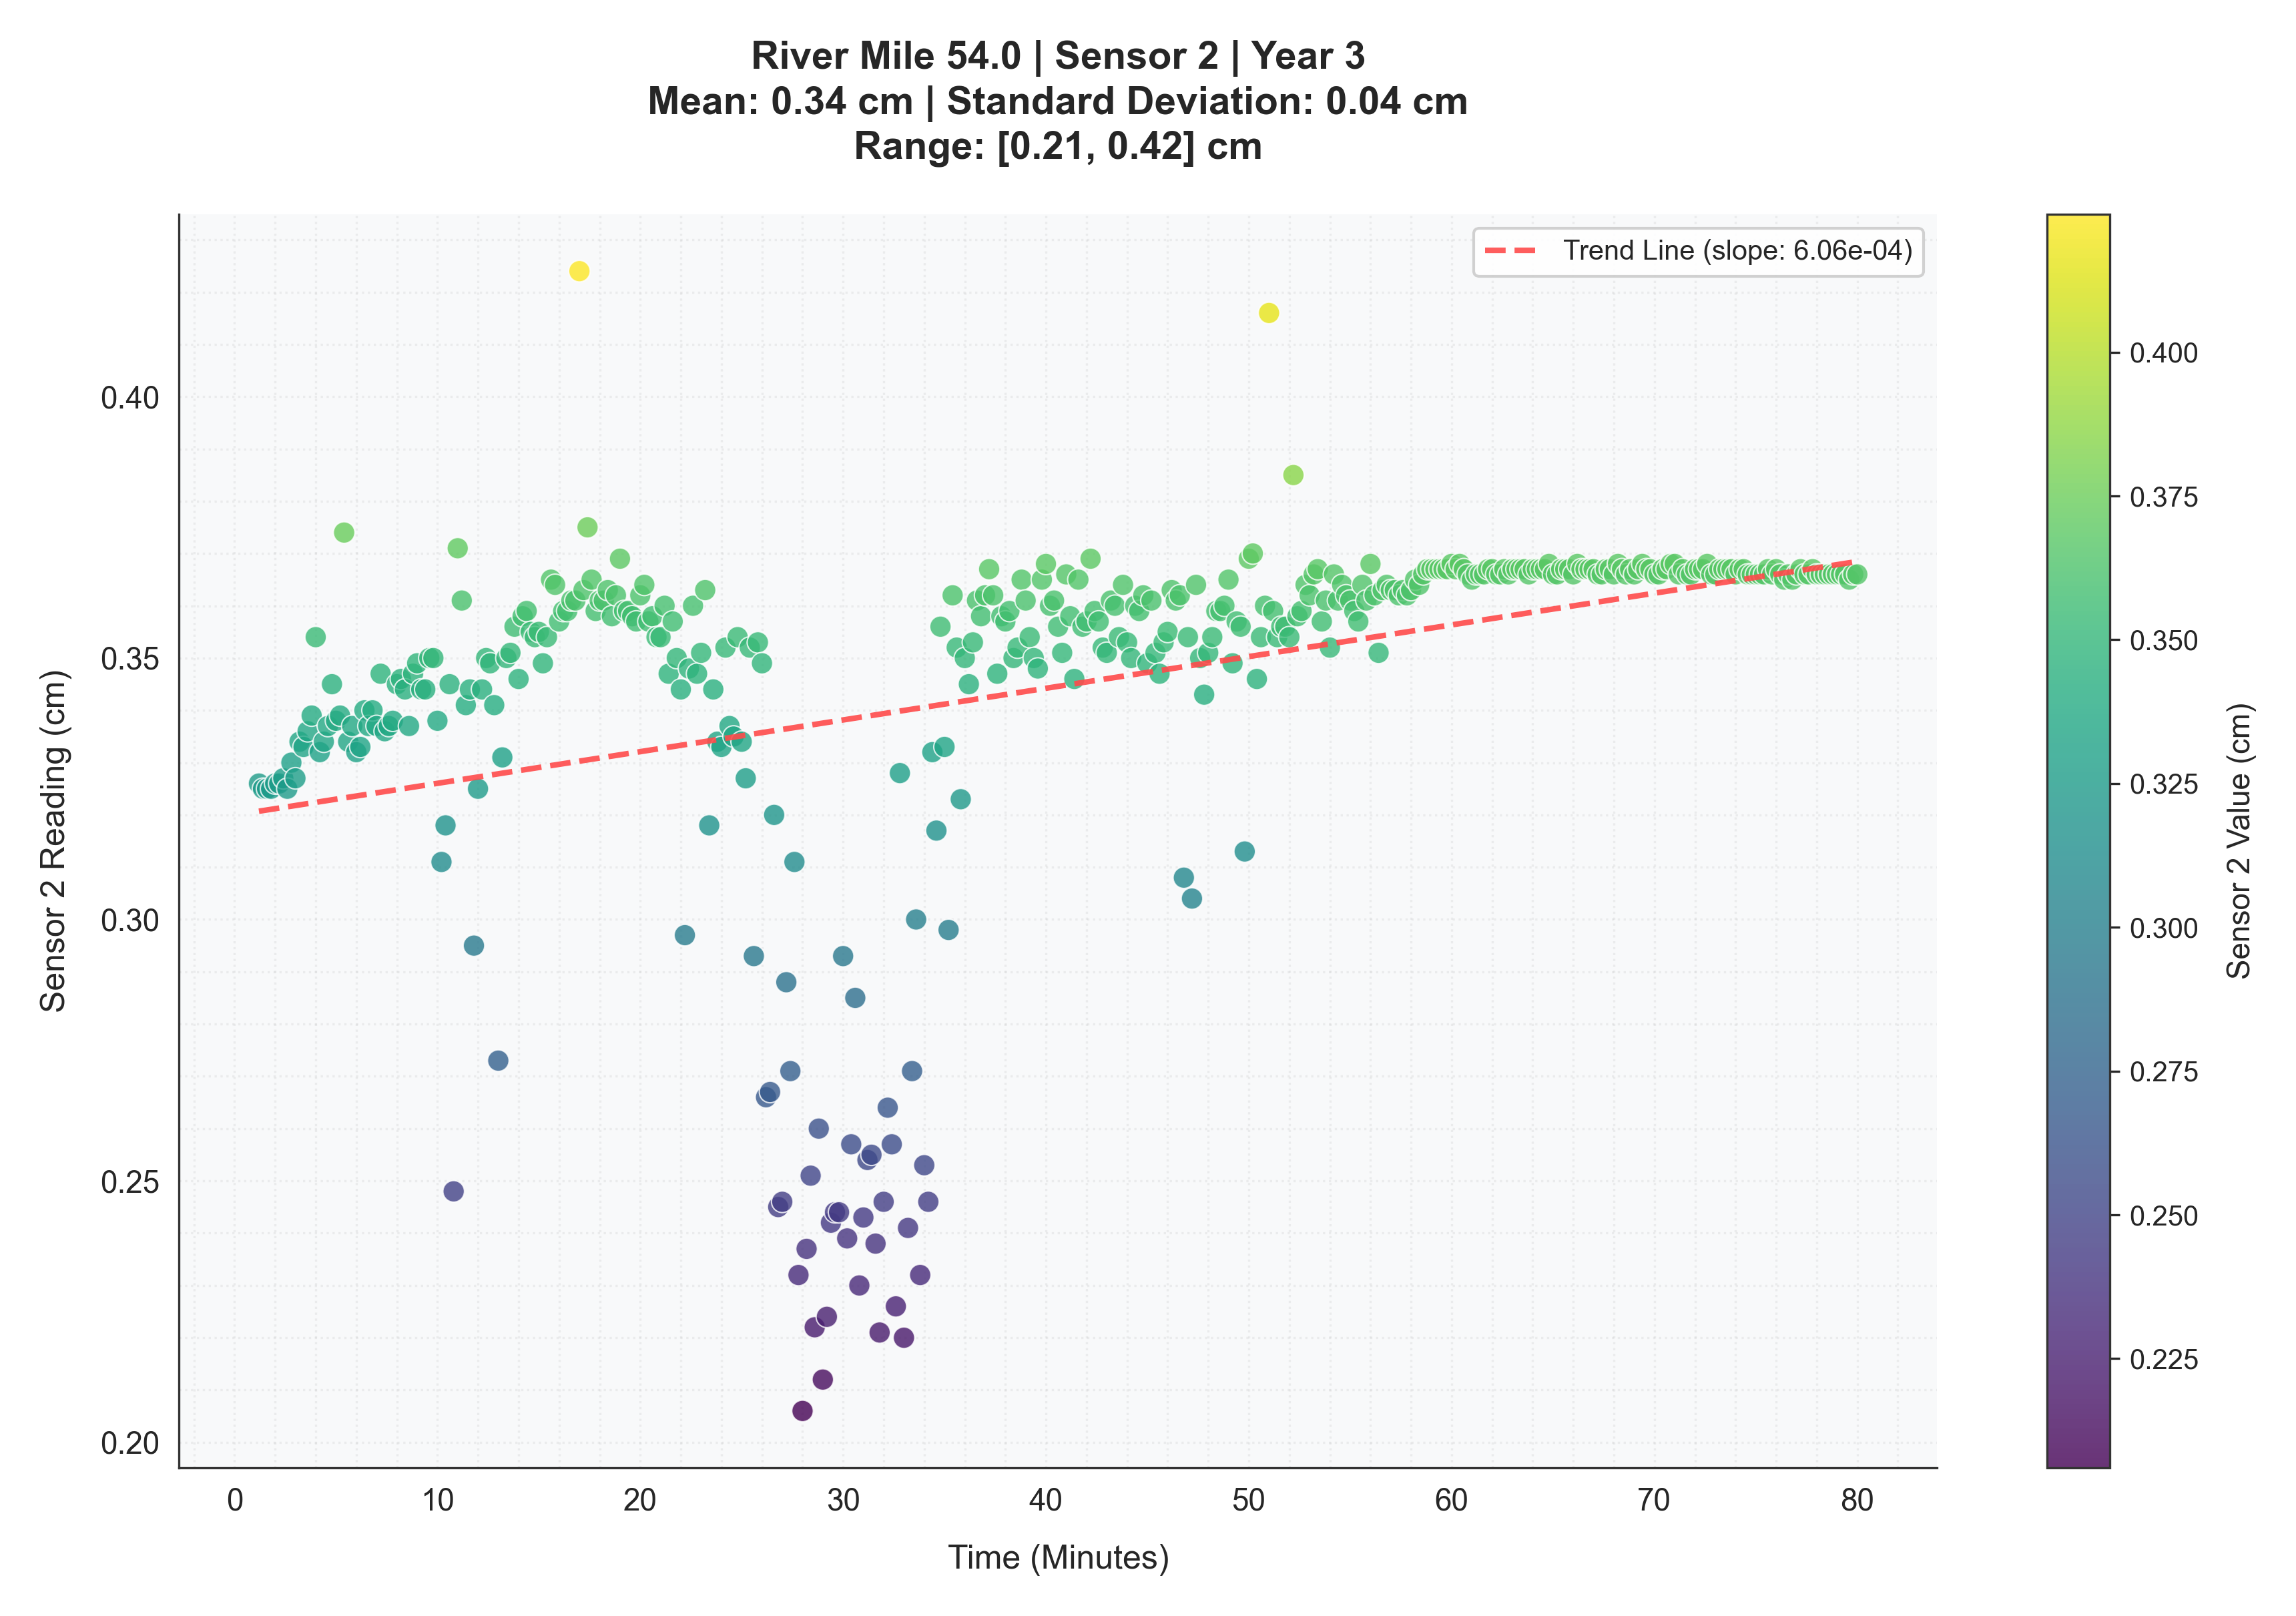 River Mile 54.0 | Sensor 2 | Year 3
Mean: 0.34 cm | Standard Deviation: 0.04 cm
Range: [0.21, 0.42] cm
Trend Line (slope: 6.06e-04)
0.40
0.35
0.30
0.25
0.20
Sensor 2 Reading (cm)
0 10 20 30 40 50 60 70 80
Time (Minutes)
0.400
0.375
0.350
0.325
0.300
0.275
0.250
0.225
Sensor 2 Value (cm)